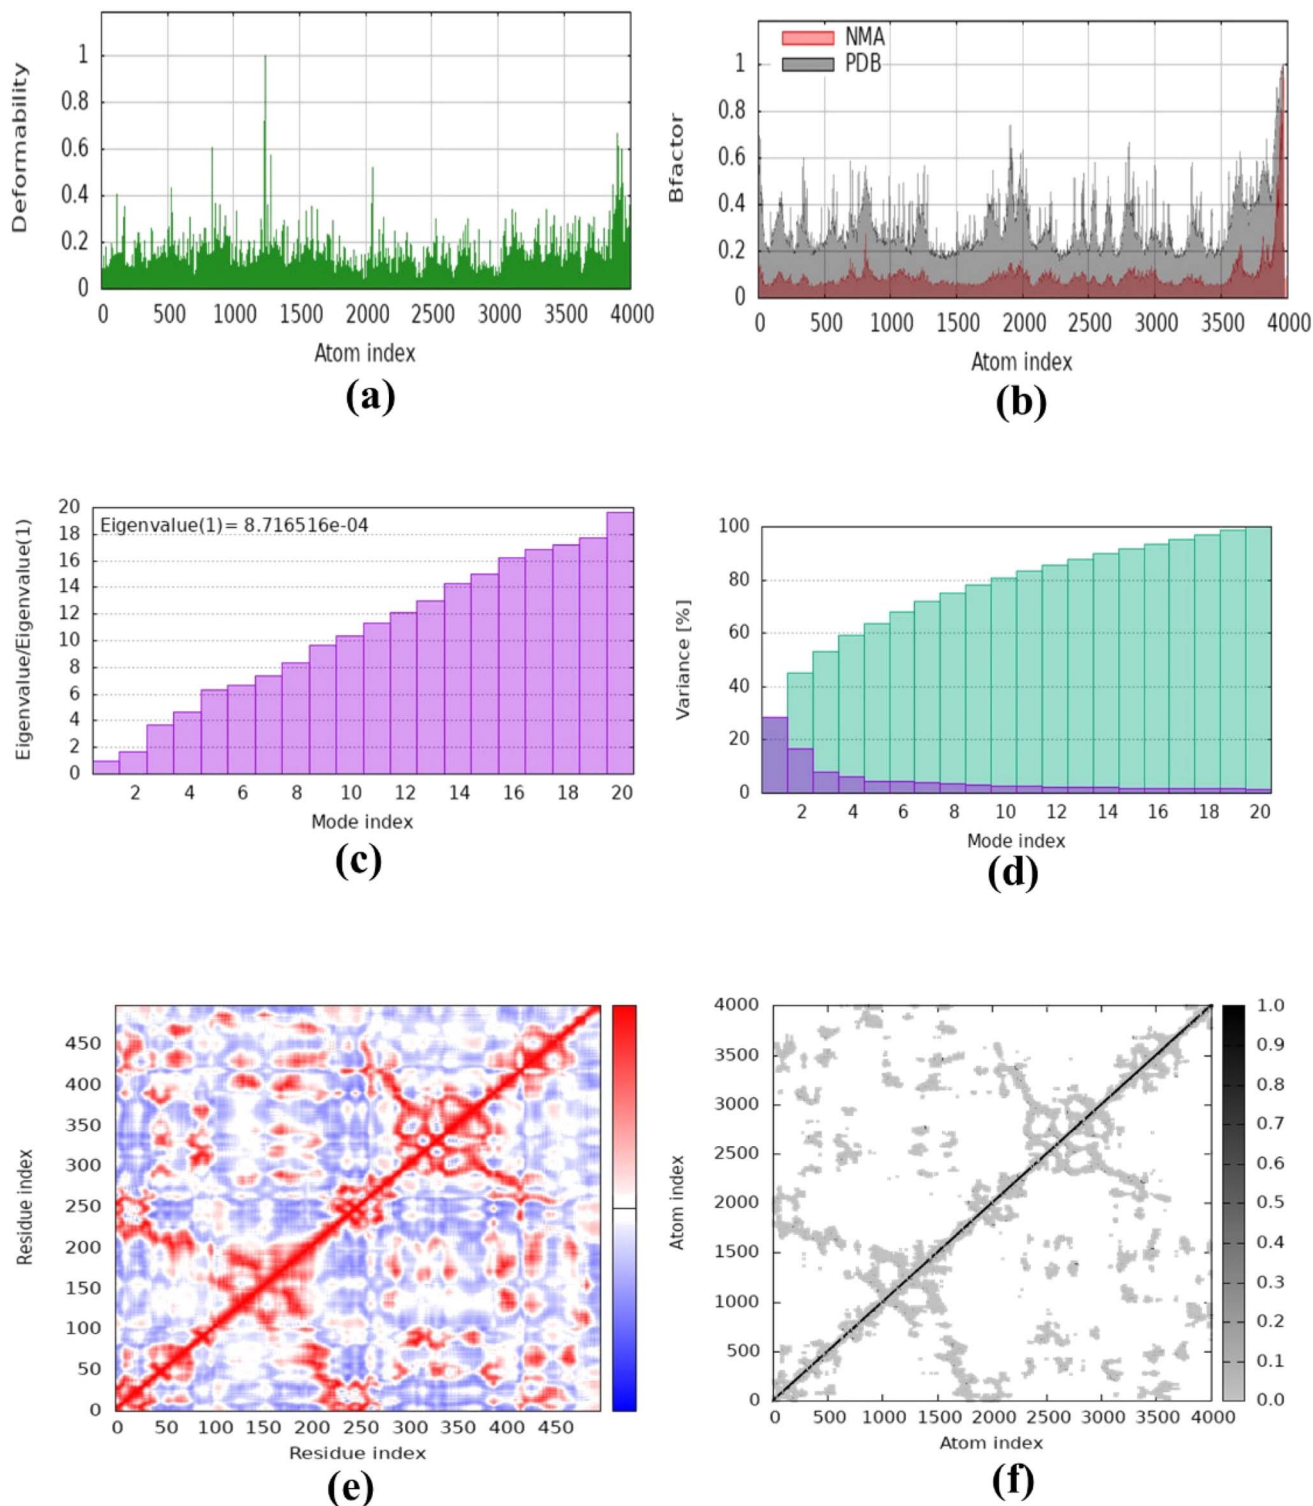 Deformability
1
0.8
0.6
0.4
0.2
0
0 500 1000 1500 2000 2500 3000 3500 4000
Atom index
(a)
NMA
PDB
Bfactor
1
0.8
0.6
0.4
0.2
0
0 500 1000 1500 2000 2500 3000 3500 4000
Atom index
(b)
Eigenvalue(1)= 8.716516e-04
Eigenvalue/Eigenvalue(1)
20
18
16
14
12
10
8
6
4
2
0
2 4 6 8 10 12 14 16 18 20
Mode index
(c)
Variance [%]
100
80
60
40
20
0
2 4 6 8 10 12 14 16 18 20
Mode index
(d)
Residue index
450
400
350
300
250
200
150
100
50
0
0 50 100 150 200 250 300 350 400 450
Residue index
(e)
Atom index
4000
3500
3000
2500
2000
1500
1000
500
0
0 500 1000 1500 2000 2500 3000 3500 4000
Atom index
1.0
0.9
0.8
0.7
0.6
0.5
0.4
0.3
0.2
0.1
0.0
(f)